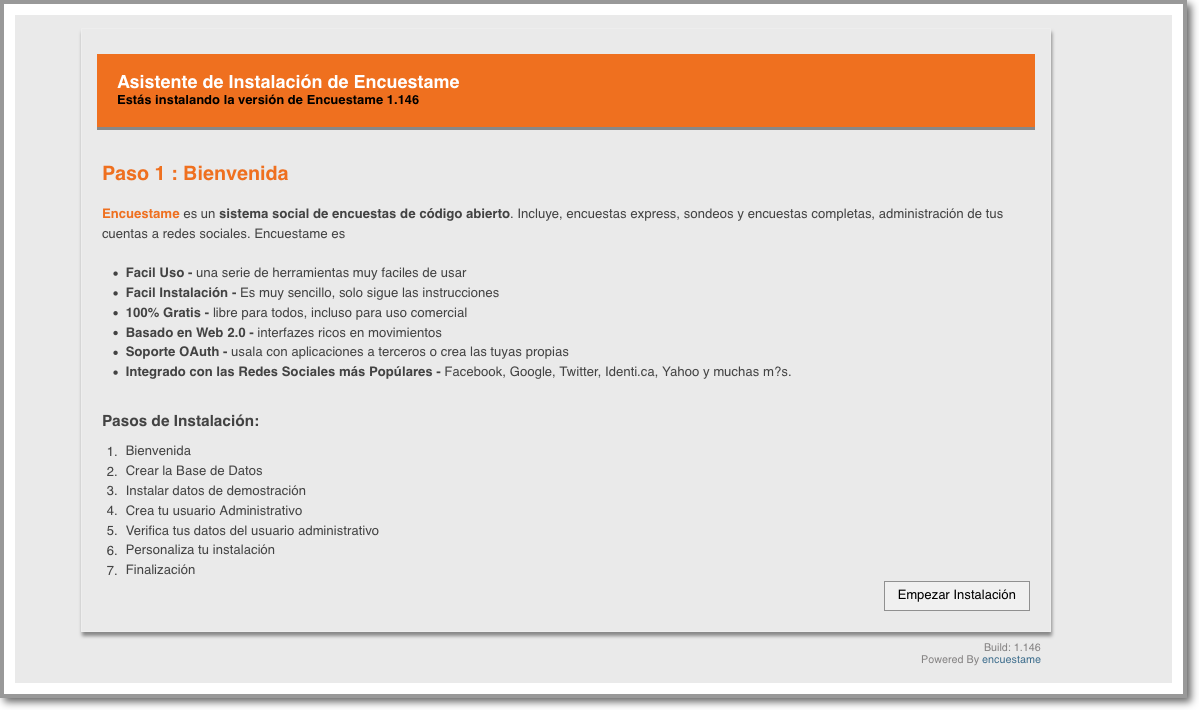 Asistente de Instalación de Encuestame
Estás instalando la versión de Encuestame 1.146
Paso 1 : Bienvenida
Encuestame es un sistema social de encuestas de código abierto. Incluye, encuestas express, sondeos y encuestas completas, administración de tus
cuentas a redes sociales. Encuestame es
• Facil Uso - una serie de herramientas muy faciles de usar
• Facil Instalación - Es muy sencillo, solo sigue las instrucciones
• 100% Gratis - libre para todos, incluso para uso comercial
• Basado en Web 2.0 - interfazes ricos en movimientos
• Soporte OAuth - usala con aplicaciones a terceros o crea las tuyas propias
• Integrado con las Redes Sociales más Popúlares - Facebook, Google, Twitter, Identi.ca, Yahoo y muchas m?s.
Pasos de Instalación:
1. Bienvenida
2. Crear la Base de Datos
3. Instalar datos de demostración
4. Crea tu usuario Administrativo
5. Verifica tus datos del usuario administrativo
6. Personaliza tu instalación
7. Finalización
Empezar Instalación
Build: 1.146
Powered By encuestame